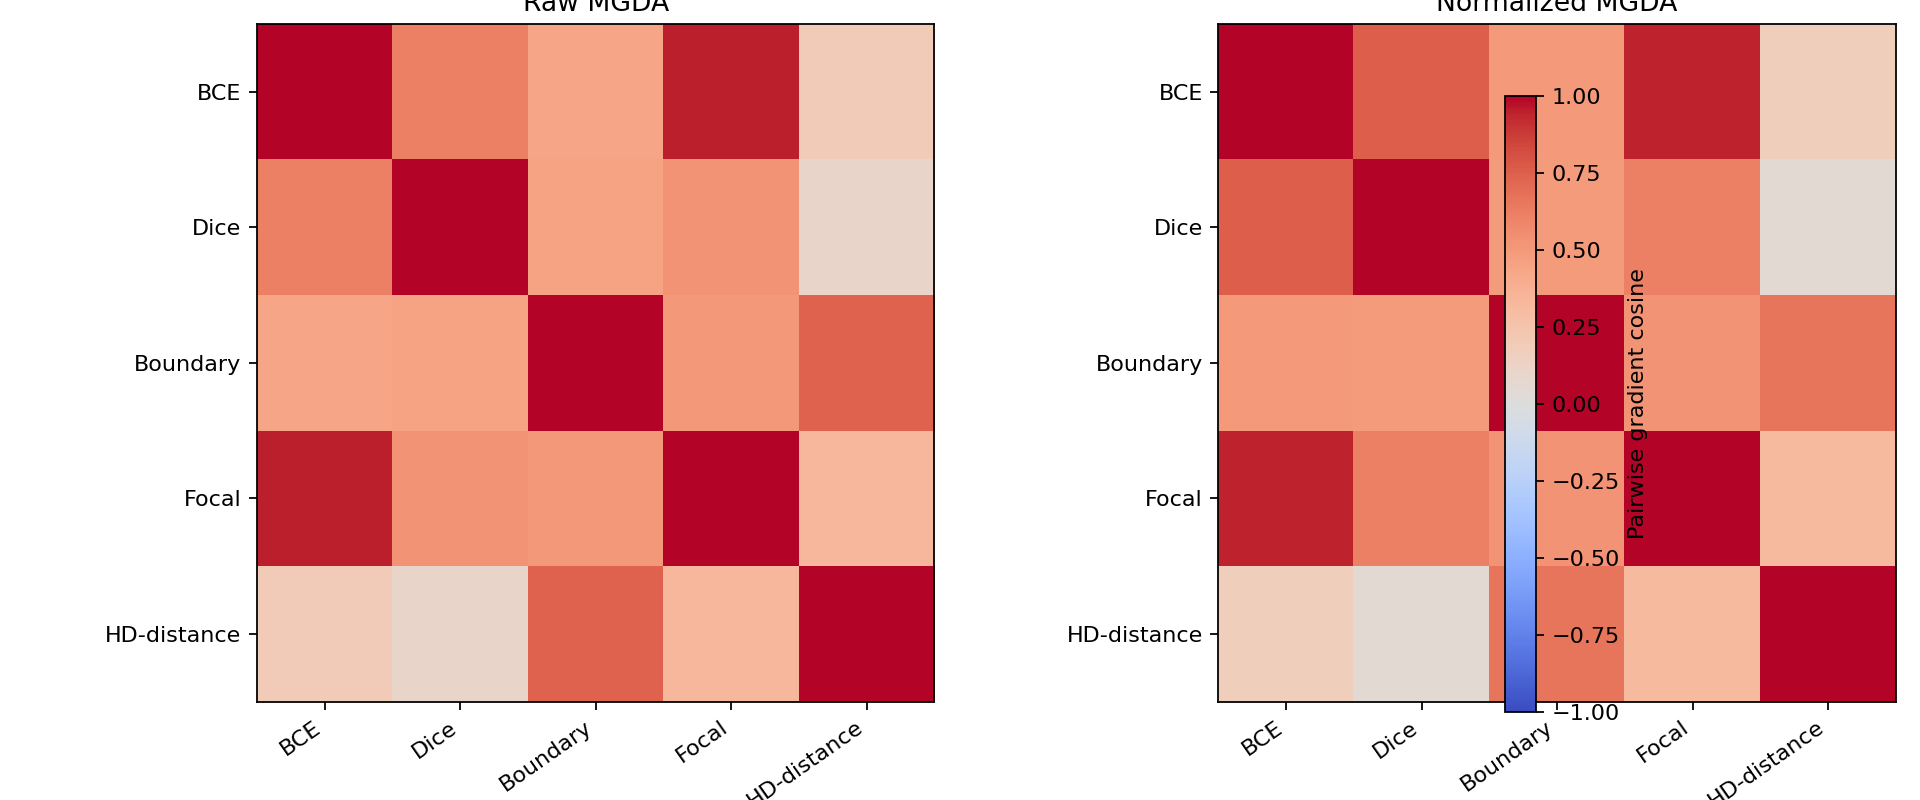 Raw MGDA
BCE
Dice
Boundary
Focal
HD-distance
BCE
Dice
Boundary
Focal
HD-distance
Normalized MGDA
BCE
Dice
Boundary
Focal
HD-distance
BCE
Dice
Boundary
Focal
HD-distance
1.00
0.75
0.50
0.25
0.00
−0.25
−0.50
−0.75
−1.00
Pairwise gradient cosine